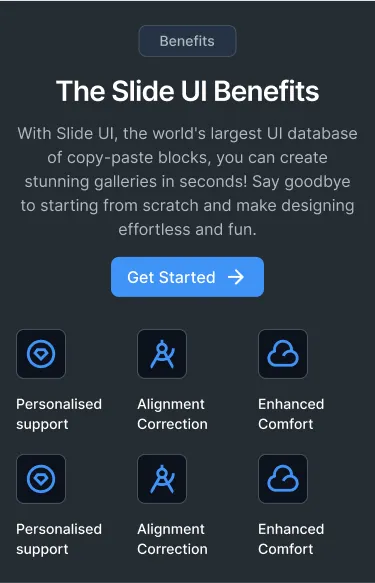 Benefits
The Slide UI Benefits
With Slide UI, the world's largest UI database
of copy-paste blocks, you can create
stunning galleries in seconds! Say goodbye
to starting from scratch and make designing
effortless and fun.
Get Started
Personalised
support
Alignment
Correction
Enhanced
Comfort
Personalised
support
Alignment
Correction
Enhanced
Comfort